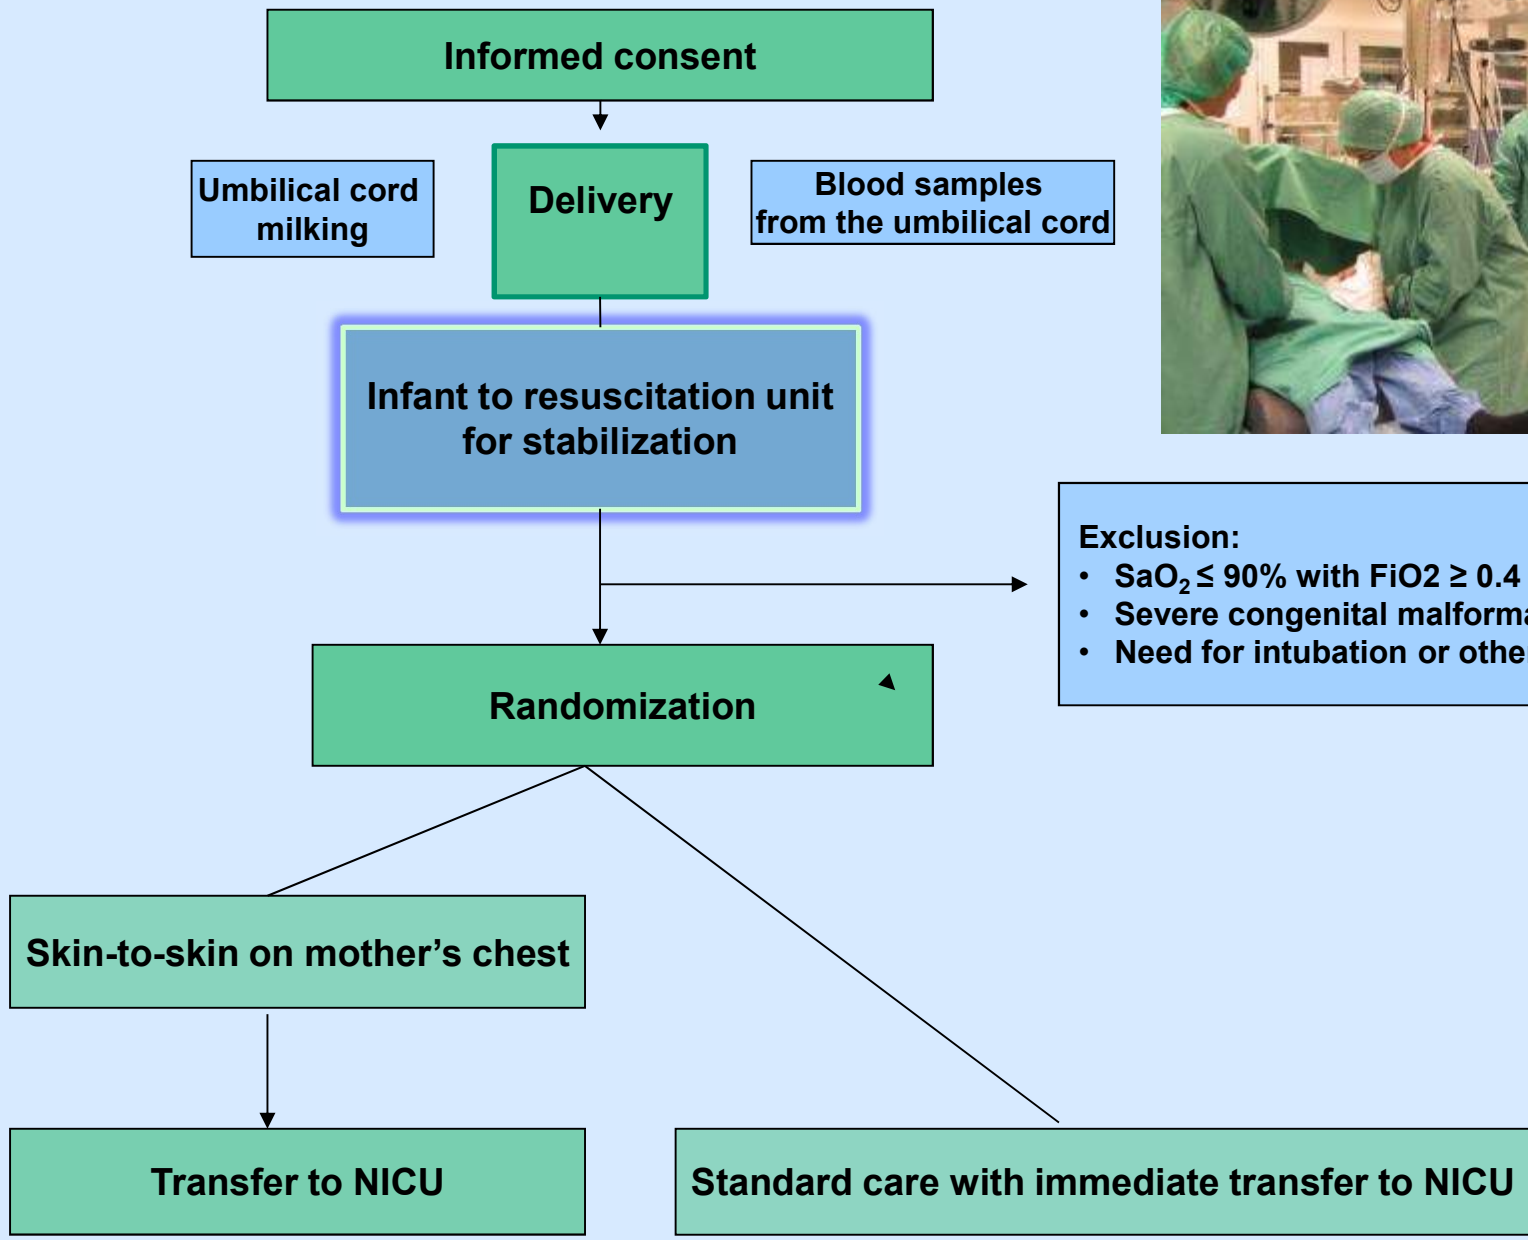 Informed consent
Umbilical cord
milking
Delivery
Blood samples
from the umbilical cord
Infant to resuscitation unit
for stabilization
Exclusion:
• SaO₂ ≤ 90% with FiO2 ≥ 0.4
• Severe congenital
• Need for intubation or
Randomization
Skin-to-skin on mother’s chest
Transfer to NICU
Standard care with immediate transfer to NICU